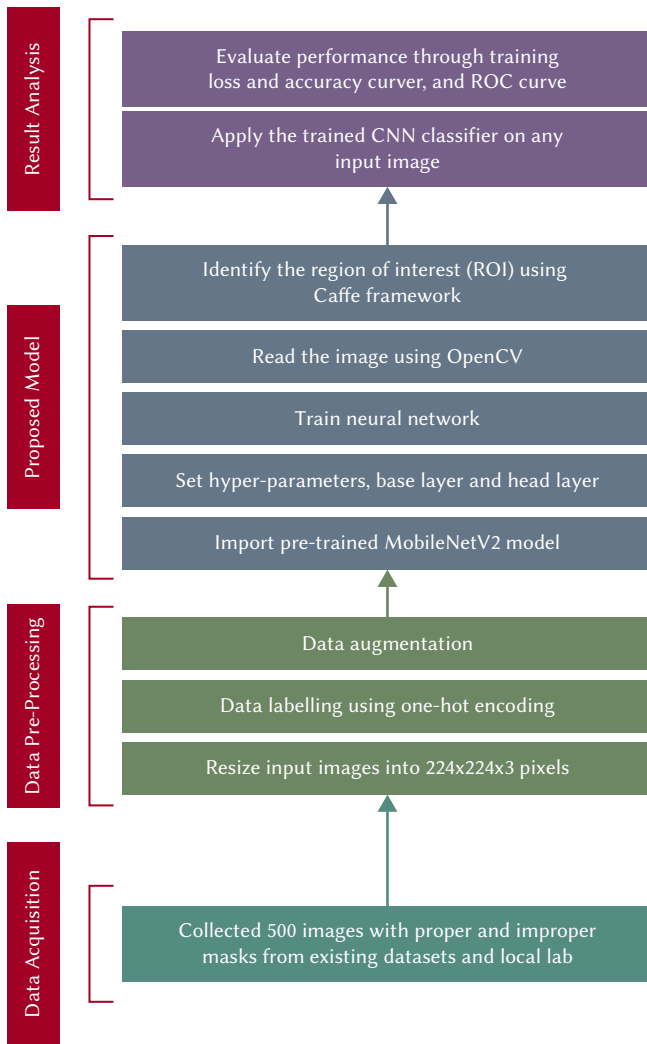 Result Analysis
Evaluate performance through training
loss and accuracy curver, and ROC curve
Apply the trained CNN classifier on any
input image
Proposed Model
Identify the region of interest (ROI) using
Caffe framework
Read the image using OpenCV
Train neural network
Set hyper-parameters, base layer and head layer
Import pre-trained MobileNetV2 model
Data Pre-Processing
Data augmentation
Data labelling using one-hot encoding
Resize input images into 224x224x3 pixels
Data Acquisition
Collected 500 images with proper and improper
masks from existing datasets and local lab